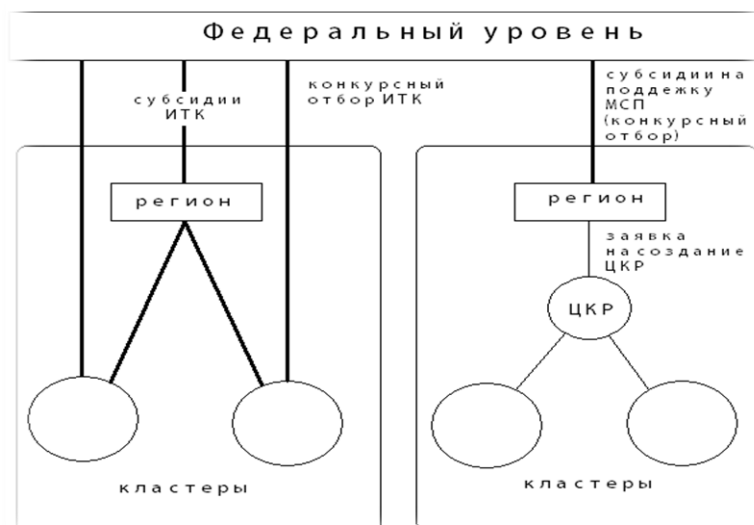 Федеральный уровень
субсидии
ИТК
конкурсный
отбор ИТК
субсидии на
поддежку
МСП
(конкурсный
отбор)
регион
регион
заявка
на создание
ЦКР
ЦКР
кластеры
кластеры